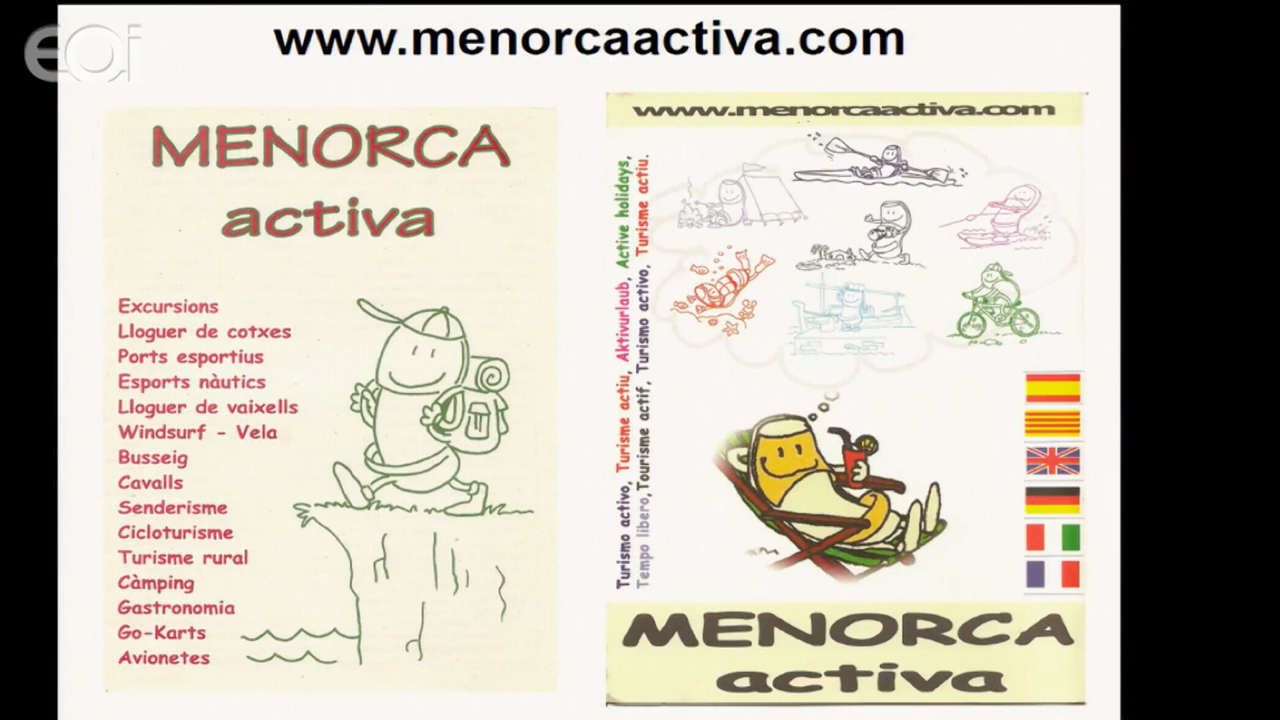 eoi
www.menorcaactiva.com
MENORCA
activa
Excursions
Lloguer de cotxes
Ports esportius
Esports nàutics
Lloguer de vaixells
Windsurf - Vela
Busseig
Cavalls
Senderisme
Cicloturisme
Turisme rural
Càmping
Gastronomia
Go-Karts
Avionetes
www.menorcaactiva.com
Turismo activo, Turisme actiu, Aktivurlaub, Active holidays,
Tempo libero, Tourisme actif, Turismo activo, Turisme actiu.
MENORCA
activa